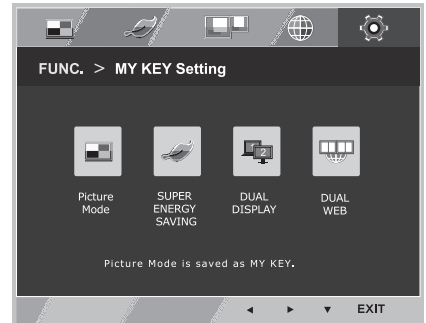 FUNC. > MY KEY Setting
2
Picture
Mode
SUPER
ENERGY
SAVING
DUAL
DISPLAY
DUAL
WEB
Picture Mode is saved as MY KEY.
◄ ► ▼ EXIT